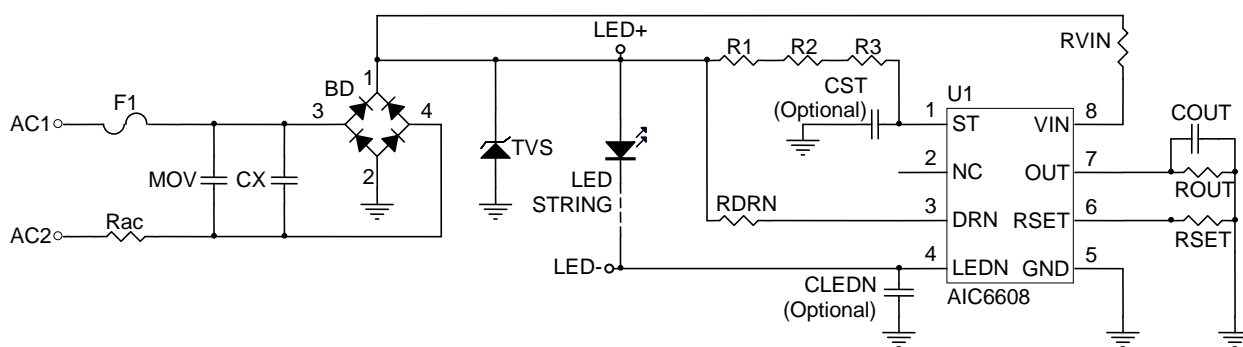 LED+
R1
R2
R3
RVIN
BD
1
CST
(Optional)
U1
F1
3
4
1
ST
VIN
8
COUT
AC1
TVS
2
NC
OUT
7
MOV
CX
2
LED
STRING
ROUT
RDRN
3
DRN
RSET
6
Rac
RSET
AC2
LED-
4
LEDN
GND
5
CLEDN
(Optional)
AIC6608